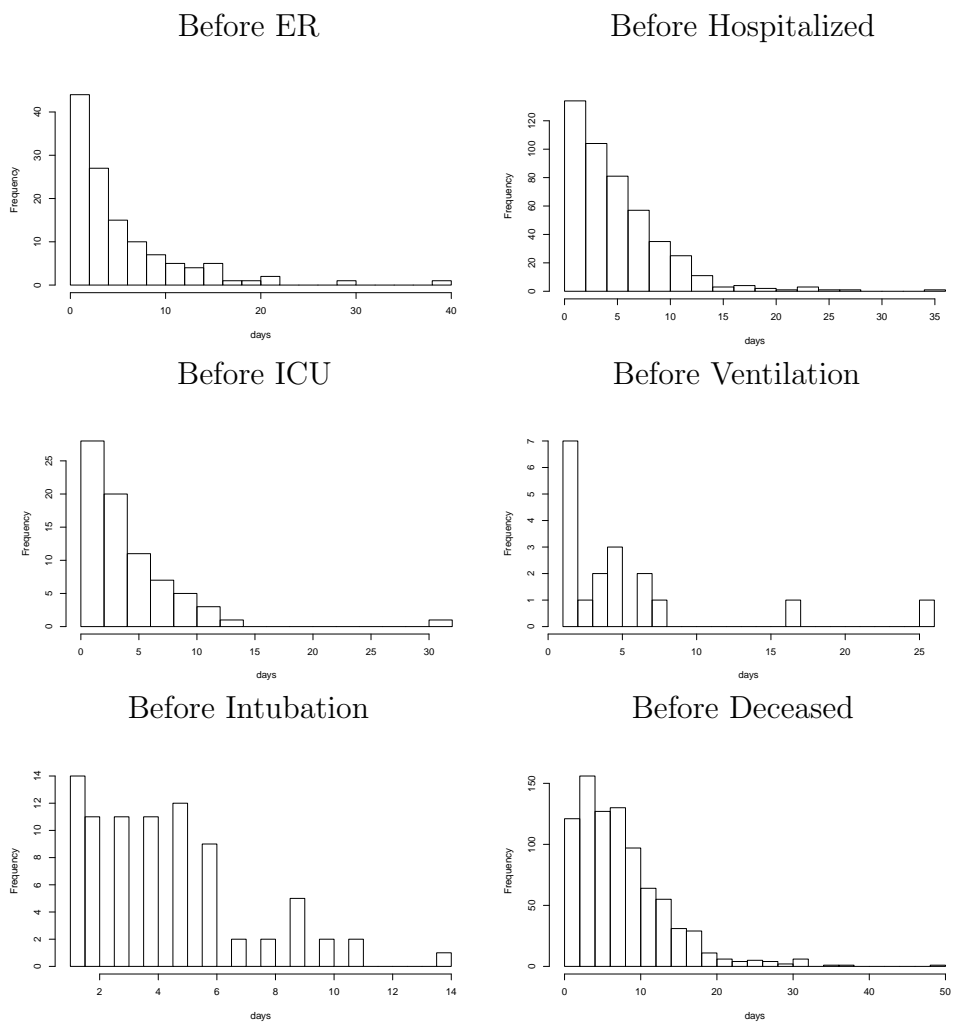 Before ER
Before Hospitalized
Frequency
0 10 20 30 40
0 10 20 30 40
days
Frequency
0 20 40 60 80 100 120
0 5 10 15 20 25 30 35
days
Before ICU
Before Ventilation
Frequency
0 5 10 15 20 25
0 5 10 15 20 25 30
days
Frequency
0 1 2 3 4 5 6 7
0 5 10 15 20 25
days
Before Intubation
Before Deceased
Frequency
0 2 4 6 8 10 12 14
2 4 6 8 10 12 14
days
Frequency
0 50 100 150
0 10 20 30 40 50
days